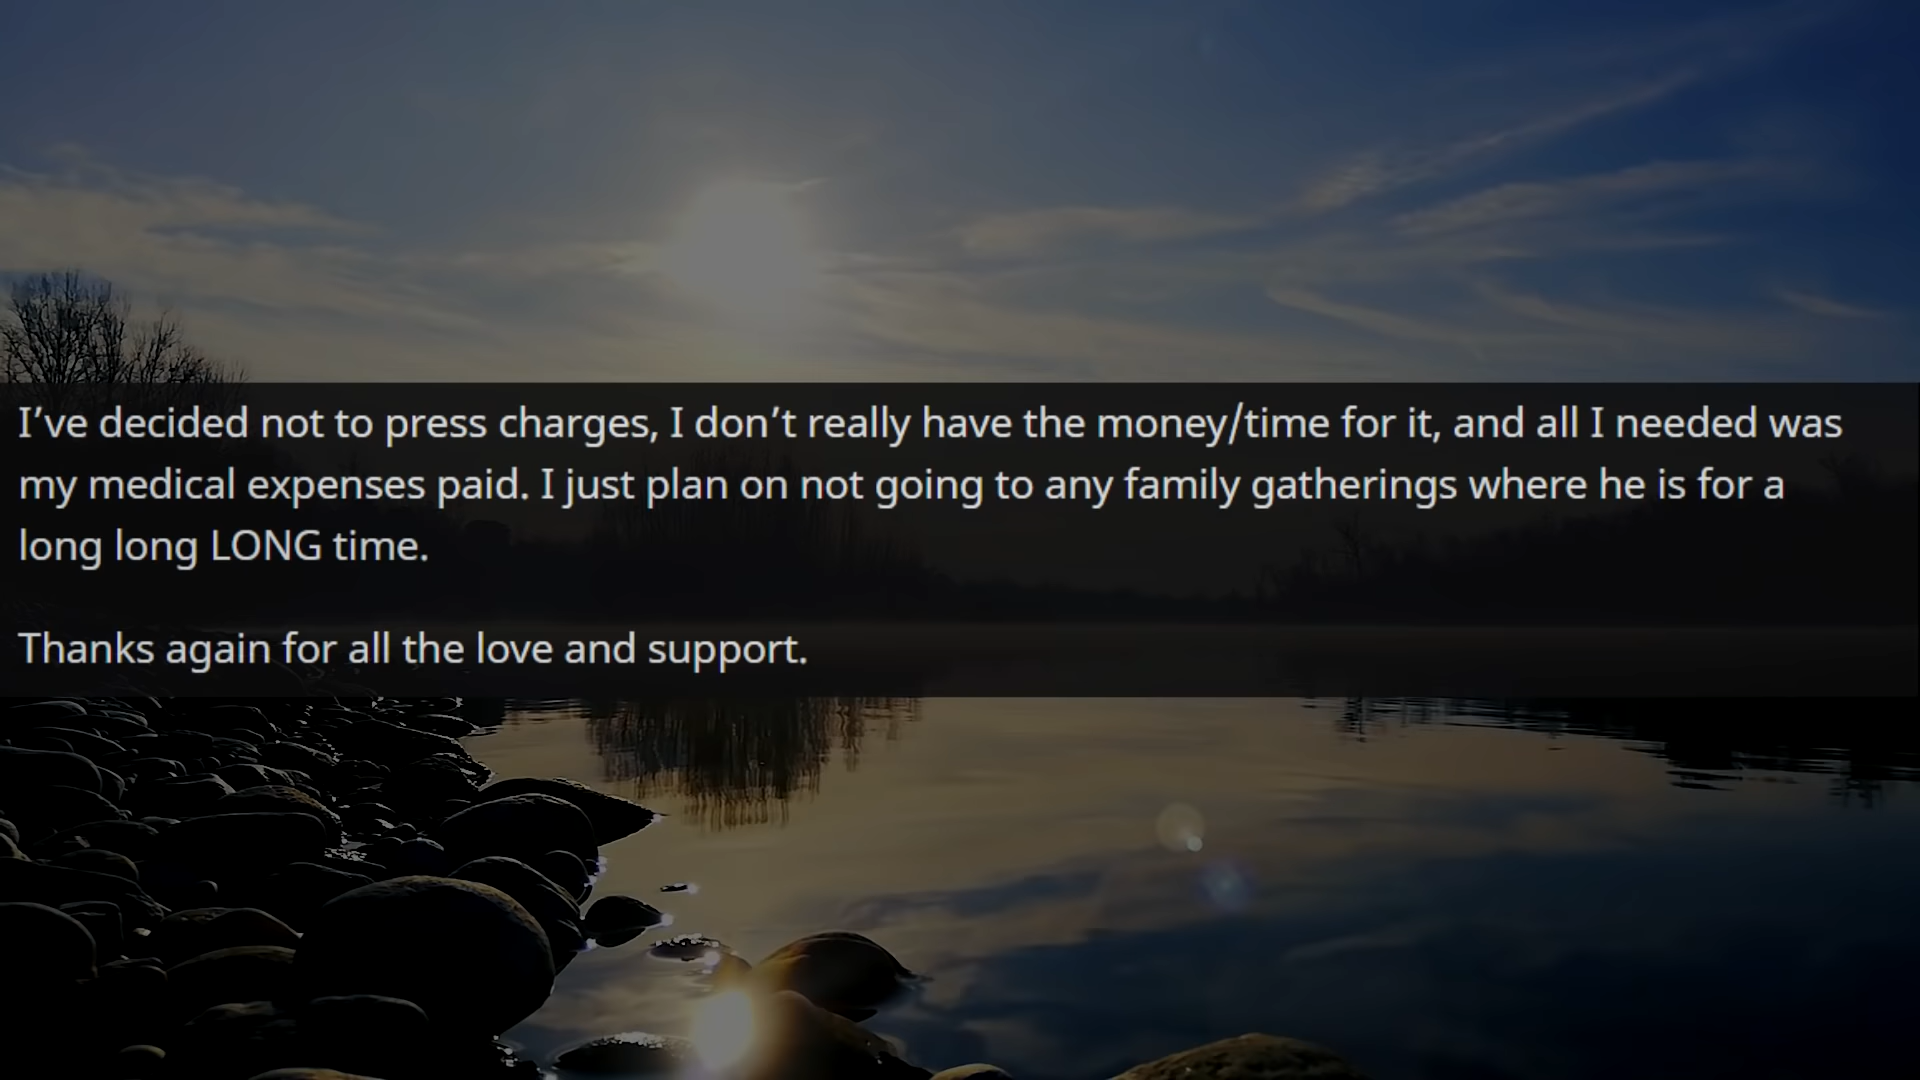 I’ve decided not to press charges, I don’t really have the money/time for it, and all I needed was
my medical expenses paid. I just plan on not going to any family gatherings where he is for a
long long LONG time.
Thanks again for all the love and support.